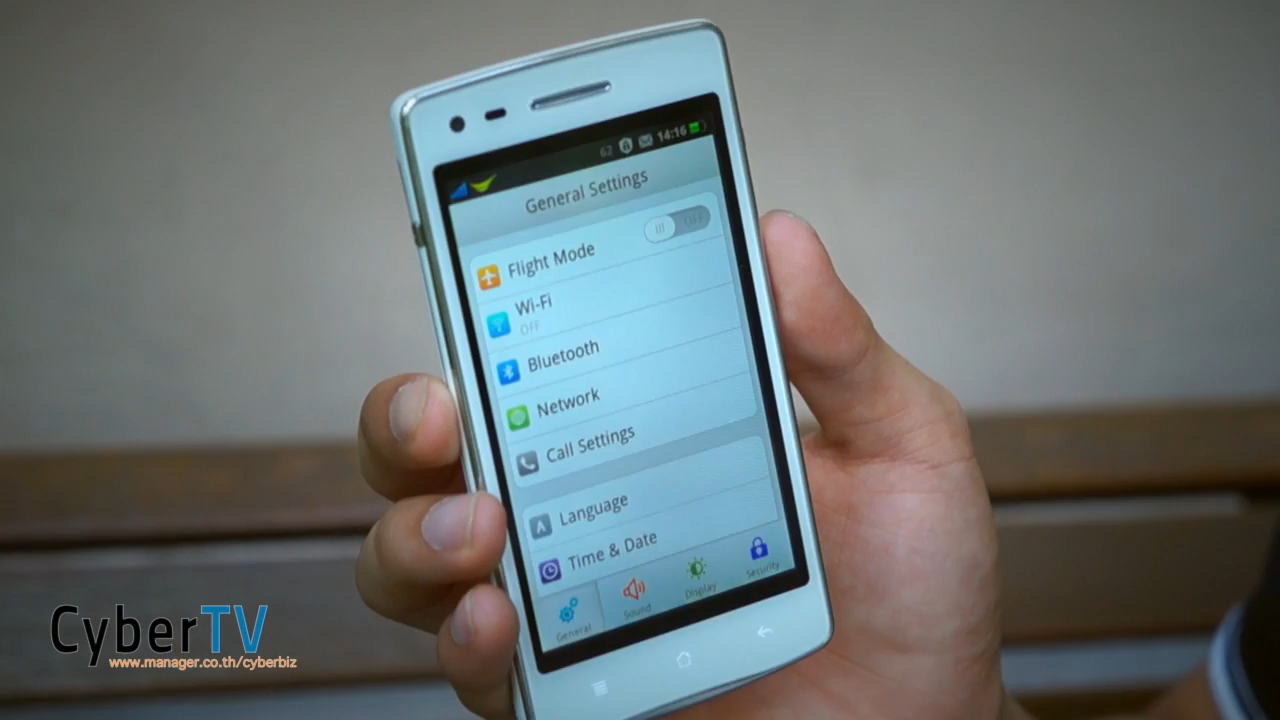 62 14:16
General Settings
Flight Mode
OFF
Wi-Fi
OFF
Bluetooth
Network
Call Settings
Language
Time & Date
General
Sound
Display
Security
CyberTV
www.manager.co.th/cyberbiz